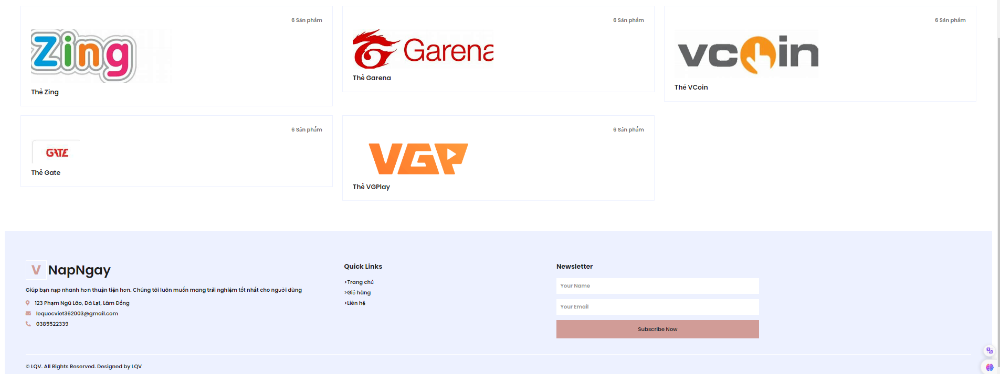 6 Sản phẩm
Zing
Thẻ Zing
6 Sản phẩm
Garena
Thẻ Garena
6 Sản phẩm
vcoin
Thẻ VCoin
6 Sản phẩm
GATE
Thẻ Gate
6 Sản phẩm
VGP
Thẻ VGPlay
V NapNgay
Giúp bạn nạp nhanh hơn thuận tiện hơn. Chúng tôi luôn muốn mang trải nghiệm tốt nhất cho người dùng
123 Phạm Ngũ Lão, Đà Lạt, Lâm Đồng
lequocviet362003@gmail.com
0385522339
Quick Links
>Trang chủ
>Giỏ hàng
>Liên hệ
Newsletter
Your Name
Your Email
Subscribe Now
© LQV. All Rights Reserved. Designed by LQV